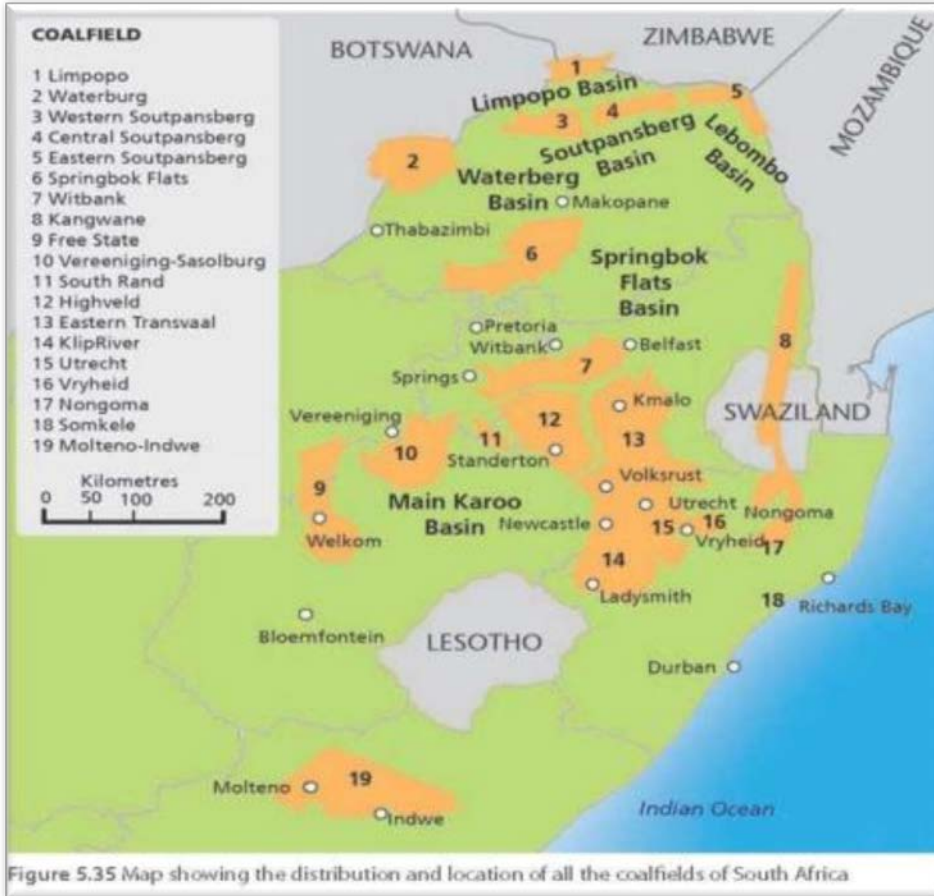 COALFIELD
1 Limpopo
2 Waterburg
3 Western Soutpansberg
4 Central Soutpansberg
5 Eastern Soutpansberg
6 Springbok Flats
7 Witbank
8 Kangwane
9 Free State
10 Vereeniging-Sasolburg
11 South Rand
12 Highveld
13 Eastern Transvaal
14 KlipRiver
15 Utrecht
16 Vryheid
17 Nongoma
18 Somkele
19 Molteno-Indwe
Kilometres
0 50 100 200
BOTSWANA
ZIMBABWE
MOZAMBIQUE
1
Limpopo Basin
2
3
4
5
Soutpansberg
Basin
Lebombo
Basin
Waterberg
Basin
Makopane
Thabazimbi
6
Springbok
Flats
Basin
Pretoria
Witbank
Belfast
7
8
Springs
Kmalo
SWAZILAND
Vereeniging
12
11
10
13
Standerton
9
Volksrust
Main Karoo
Basin
Utrecht
Nongoma
Newcastle
15
16
Welkom
Vryheid
17
14
Ladysmith
18
Richards Bay
Bloemfontein
LESOTHO
Durban
Molteno
19
Indwe
Indian Ocean
Figure 5.35 Map showing the distribution and location of all the coalfields of South Africa